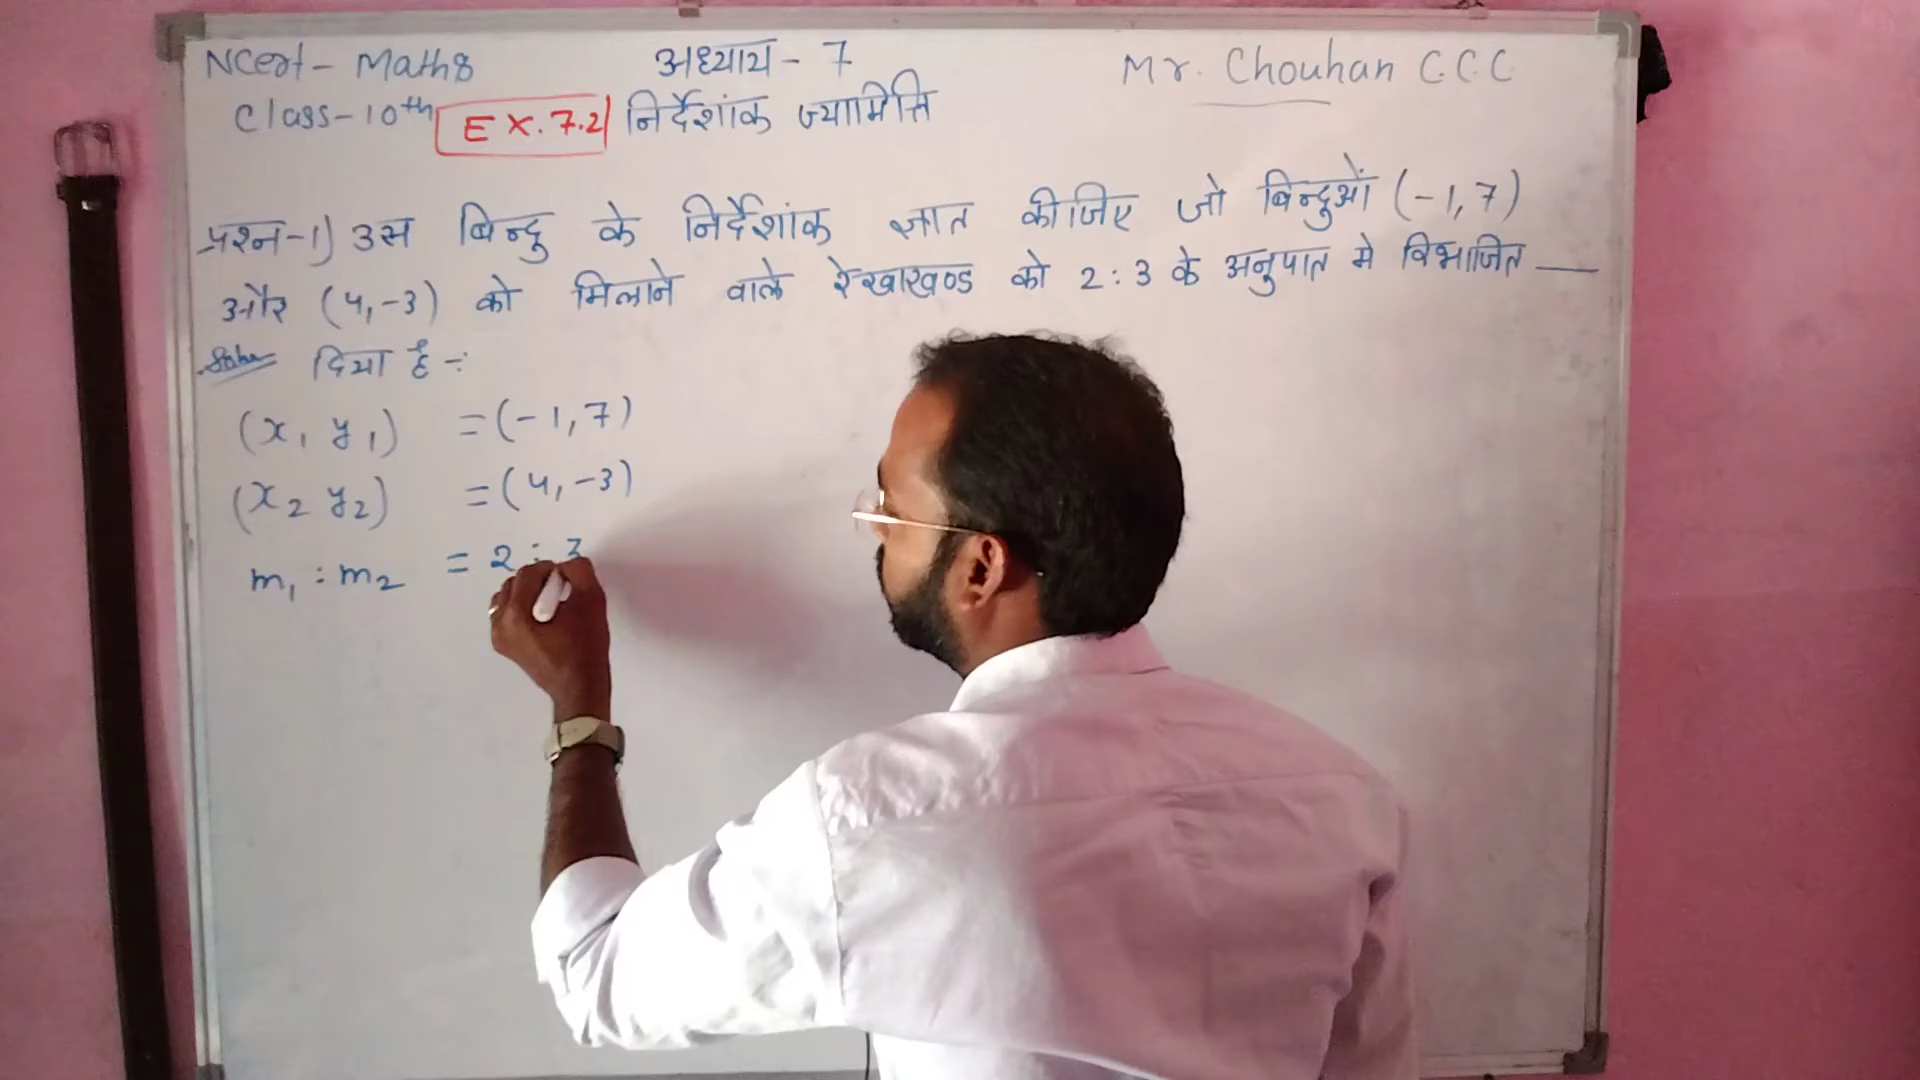 NCert - Maths अध्याय - 7 Mr. Chouhan C.C.C
Class-10th EX.7.2 निर्देशांक ज्यामिति
प्रश्न-1) उस बिन्दु के निर्देशांक ज्ञात कीजिए जो बिन्दुओं (-1,7)
और (4,-3) को मिलाने वाले रेखाखण्ड को 2:3 के अनुपात मे विभाजित —
Soln दिया है -:
(x1 y1) = (-1,7)
(x2 y2) = (4,-3)
m1 : m2 = 2 : 3